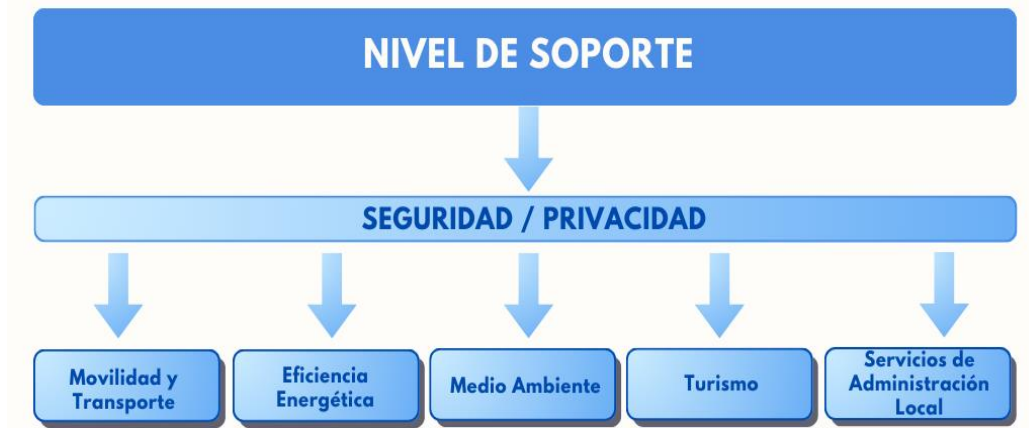 NIVEL DE SOPORTE
SEGURIDAD / PRIVACIDAD
Movilidad y
Transporte
Eficiencia
Energética
Medio Ambiente
Turismo
Servicios de
Administración
Local